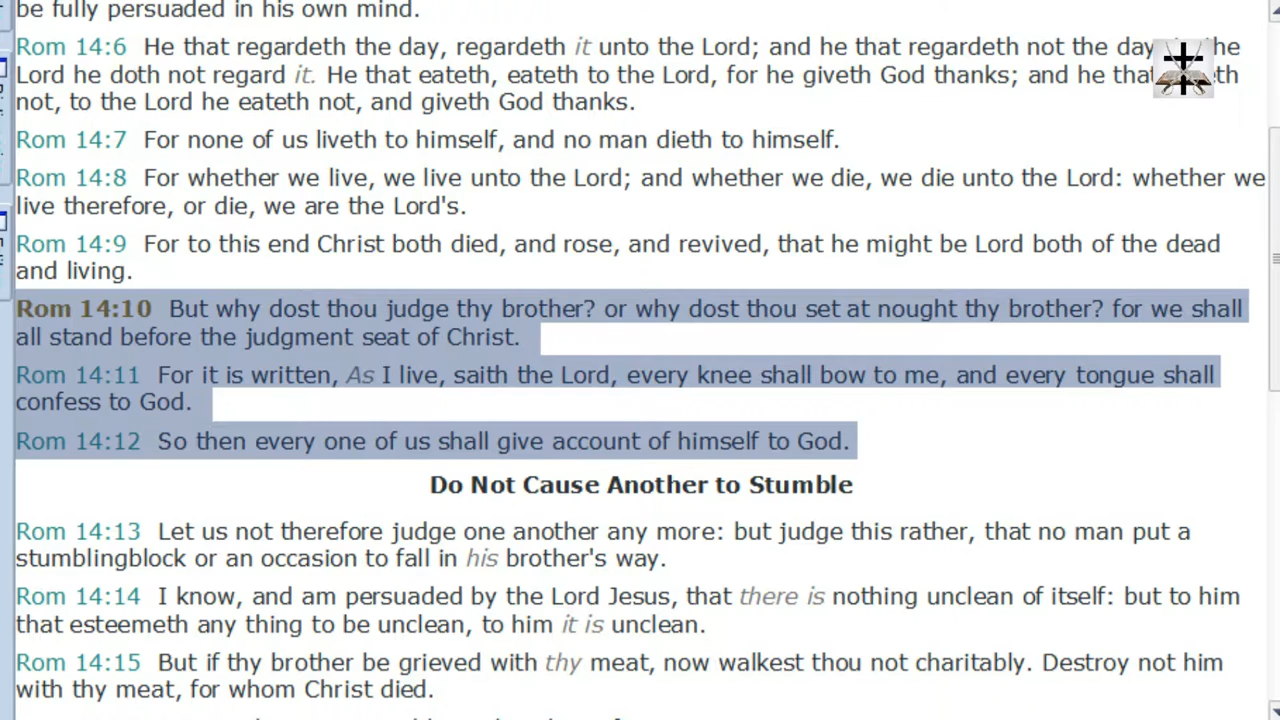 be fully persuaded in his own mind.
Rom 14:6 He that regardeth the day, regardeth it unto the Lord; and he that regardeth not the day, to the
Lord he doth not regard it. He that eateth, eateth to the Lord, for he giveth God thanks; and he that eateth
not, to the Lord he eateth not, and giveth God thanks.
Rom 14:7 For none of us liveth to himself, and no man dieth to himself.
Rom 14:8 For whether we live, we live unto the Lord; and whether we die, we die unto the Lord: whether we
live therefore, or die, we are the Lord's.
Rom 14:9 For to this end Christ both died, and rose, and revived, that he might be Lord both of the dead
and living.
Rom 14:10 But why dost thou judge thy brother? or why dost thou set at nought thy brother? for we shall
all stand before the judgment seat of Christ.
Rom 14:11 For it is written, As I live, saith the Lord, every knee shall bow to me, and every tongue shall
confess to God.
Rom 14:12 So then every one of us shall give account of himself to God.
Do Not Cause Another to Stumble
Rom 14:13 Let us not therefore judge one another any more: but judge this rather, that no man put a
stumblingblock or an occasion to fall in his brother's way.
Rom 14:14 I know, and am persuaded by the Lord Jesus, that there is nothing unclean of itself: but to him
that esteemeth any thing to be unclean, to him it is unclean.
Rom 14:15 But if thy brother be grieved with thy meat, now walkest thou not charitably. Destroy not him
with thy meat, for whom Christ died.